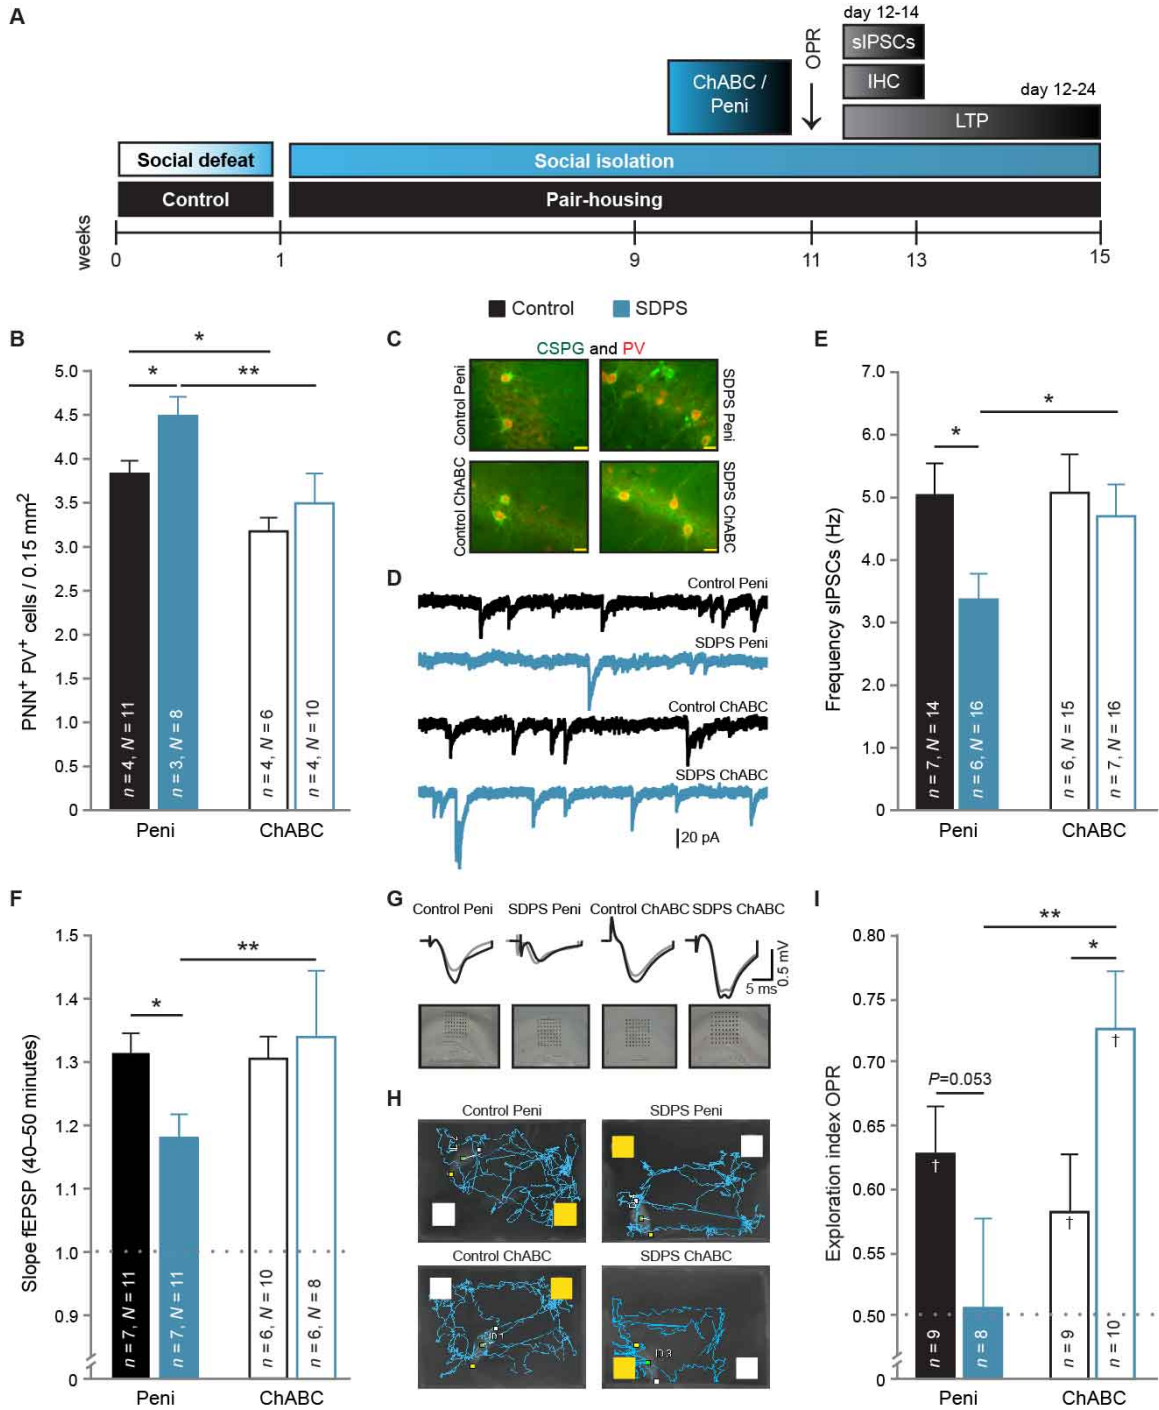 A
day 12-14
sIPSCs
IHC
OPR
ChABC /
Peni
day 12-24
LTP
Social defeat
Social isolation
Control
Pair-housing
weeks
0
1
9
11
13
15
Control
SDPS
B
PNN+ PV+ cells / 0.15 mm2
5.0
4.5
4.0
3.5
3.0
2.5
2.0
1.5
1.0
0.5
0
*
*
**
n = 4, N = 11
n = 3, N = 8
n = 4, N = 6
n = 4, N = 10
Peni
ChABC
C
CSPG and PV
Control Peni
SDPS Peni
Control ChABC
SDPS ChABC
D
Control Peni
SDPS Peni
Control ChABC
SDPS ChABC
20 pA
E
Frequency sIPSCs (Hz)
7.0
6.0
5.0
4.0
3.0
2.0
1.0
0
*
*
n = 7, N = 14
n = 6, N = 16
n = 6, N = 15
n = 7, N = 16
Peni
ChABC
F
Slope fEPSP (40–50 minutes)
1.5
1.4
1.3
1.2
1.1
1.0
0.9
0
*
**
n = 7, N = 11
n = 7, N = 11
n = 6, N = 10
n = 6, N = 8
Peni
ChABC
G
Control Peni
SDPS Peni
Control ChABC
SDPS ChABC
5 ms
0.5 mV
H
Control Peni
SDPS Peni
Control ChABC
SDPS ChABC
I
Exploration index OPR
0.80
0.75
0.70
0.65
0.60
0.55
0.50
0
**
*
P=0.053
†
†
†
n = 9
n = 8
n = 9
n = 10
Peni
ChABC